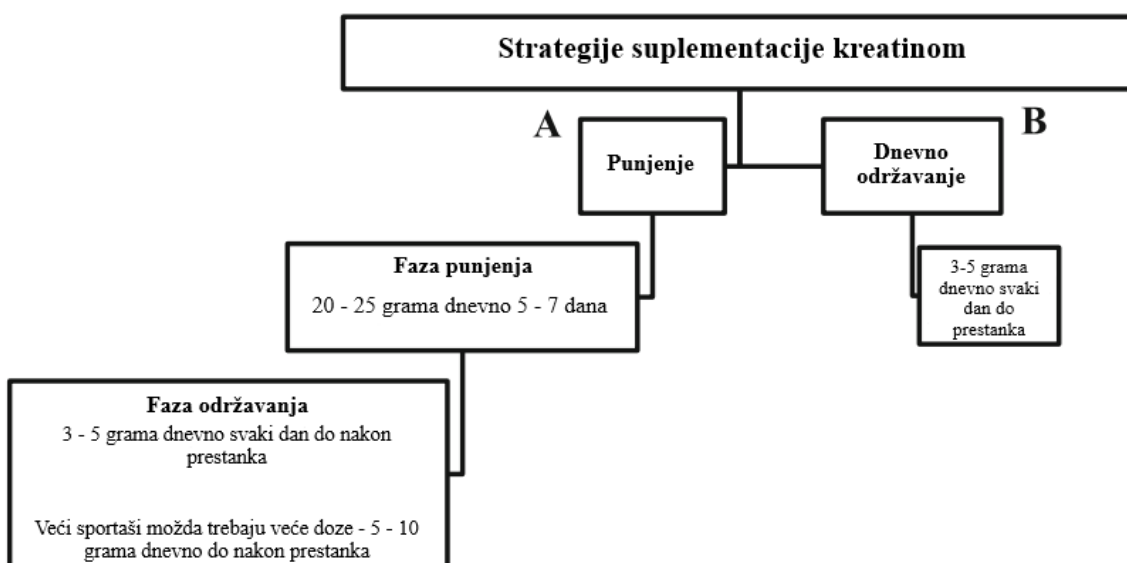 Strategije suplementacije kreatinom
A
Punjenje
B
Dnevno
održavanje
Faza punjenja
20 - 25 grama dnevno 5 - 7 dana
3-5 grama
dnevno svaki
dan do
prestanka
Faza održavanja
3 - 5 grama dnevno svaki dan do nakon
prestanka
Veći sportaši možda trebaju veće doze - 5 - 10
grama dnevno do nakon prestanka